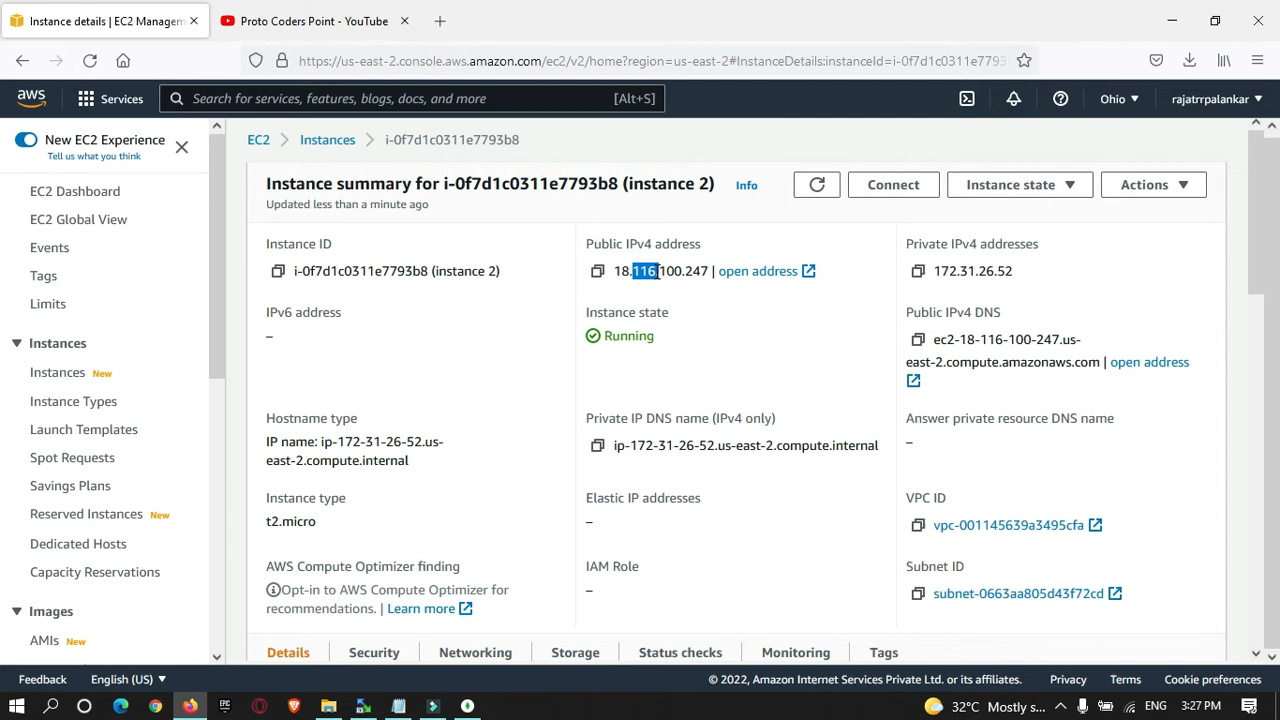 Instance details | EC2 Managem
Proto Coders Point - YouTube
https://us-east-2.console.aws.amazon.com/ec2/v2/home?region=us-east-2#InstanceDetails:instanceId=i-0f7d1c0311e7793
aws
Services
Search for services, features, blogs, docs, and more
[Alt+S]
Ohio
rajatrrpalankar
New EC2 Experience
Tell us what you think
EC2 Dashboard
EC2 Global View
Events
Tags
Limits
Instances
Instances New
Instance Types
Launch Templates
Spot Requests
Savings Plans
Reserved Instances New
Dedicated Hosts
Capacity Reservations
Images
AMIs New
EC2
Instances
i-0f7d1c0311e7793b8
Instance summary for i-0f7d1c0311e7793b8 (instance 2)
Info
Connect
Instance state
Actions
Updated less than a minute ago
Instance ID
i-0f7d1c0311e7793b8 (instance 2)
Public IPv4 address
18.116.100.247 | open address
Private IPv4 addresses
172.31.26.52
IPv6 address
–
Instance state
Running
Public IPv4 DNS
ec2-18-116-100-247.us-
east-2.compute.amazonaws.com | open address
Hostname type
IP name: ip-172-31-26-52.us-
east-2.compute.internal
Private IP DNS name (IPv4 only)
ip-172-31-26-52.us-east-2.compute.internal
Answer private resource DNS name
–
Instance type
t2.micro
Elastic IP addresses
–
VPC ID
vpc-001145639a3495cfa
AWS Compute Optimizer finding
Opt-in to AWS Compute Optimizer for
recommendations. | Learn more
IAM Role
–
Subnet ID
subnet-0663aa805d43f72cd
Details
Security
Networking
Storage
Status checks
Monitoring
Tags
Feedback
English (US)
© 2022, Amazon Internet Services Private Ltd. or its affiliates.
Privacy
Terms
Cookie preferences
EPIC
32°C Mostly s...
ENG
3:27 PM